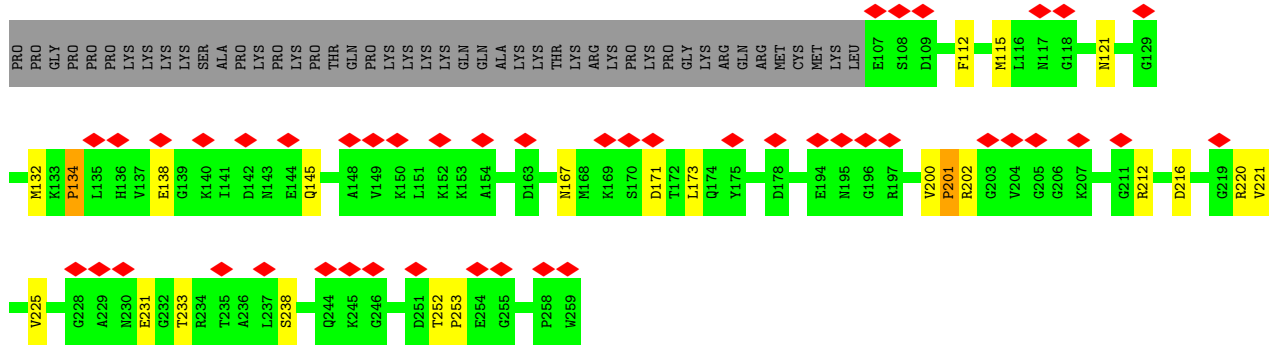 PRO PRO GLY PRO PRO PRO LYS LYS LYS LYS SER ALA PRO LYS PRO LYS PRO THR GLN PRO LYS LYS LYS LYS GLN GLN ALA LYS LYS THR LYS ARG LYS PRO LYS PRO GLY LYS ARG GLN ARG MET CYS MET LYS LEU E107 S108 D109 F112 M115 L116 N117 G118 N121 G129
M132 K133 P134 L135 H136 V137 E138 G139 K140 I141 D142 N143 E144 Q145 A148 V149 K150 L151 K152 K153 A154 D163 N167 M168 K169 S170 D171 T172 L173 Q174 Y175 D178 E194 N195 G196 R197 V200 P201 R202 G203 V204 G205 G206 K207 G211 R212 D216 G219 R220 V221
V225 G228 A229 N230 E231 G232 T233 R234 T235 A236 L237 S238 Q244 K245 G246 D251 T252 P253 E254 G255 P258 W259